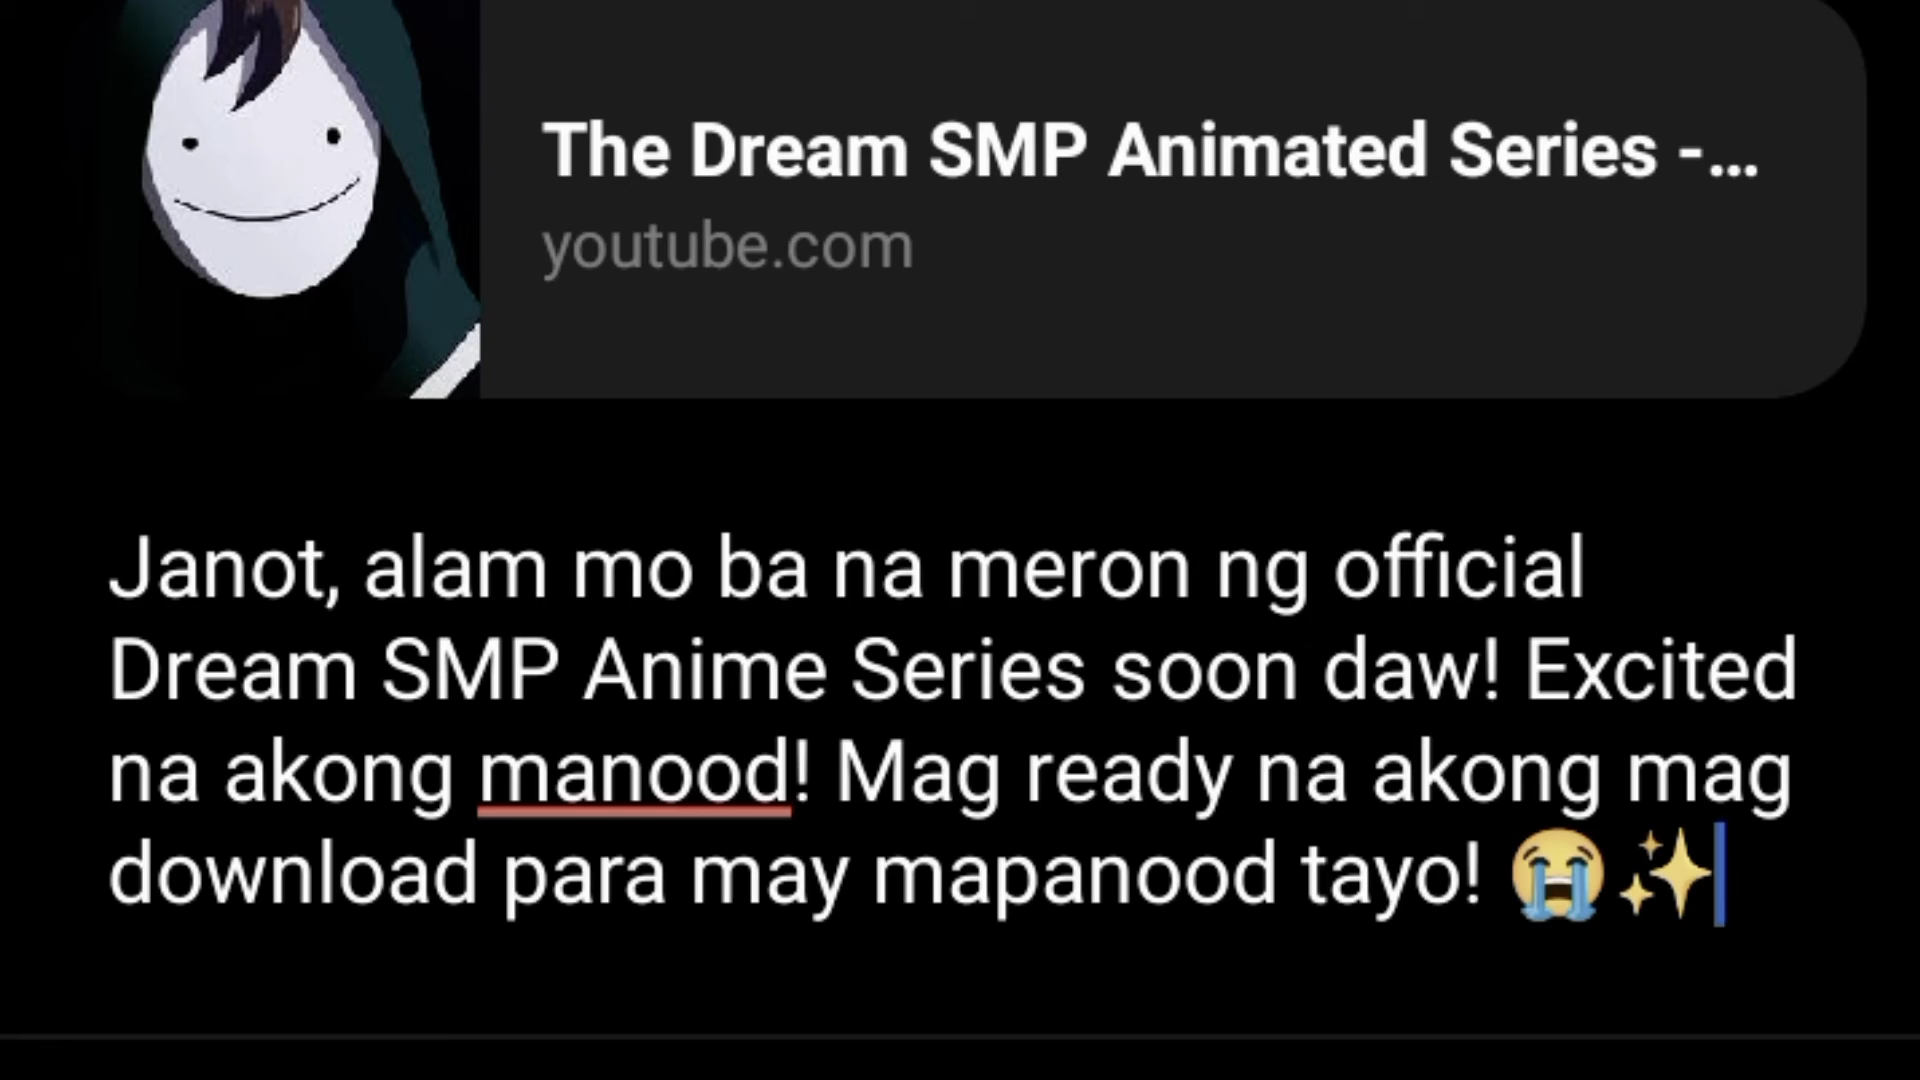 The Dream SMP Animated Series -...
youtube.com
Janot, alam mo ba na meron ng official
Dream SMP Anime Series soon daw! Excited
na akong manood! Mag ready na akong mag
download para may mapanood tayo! 😭✨